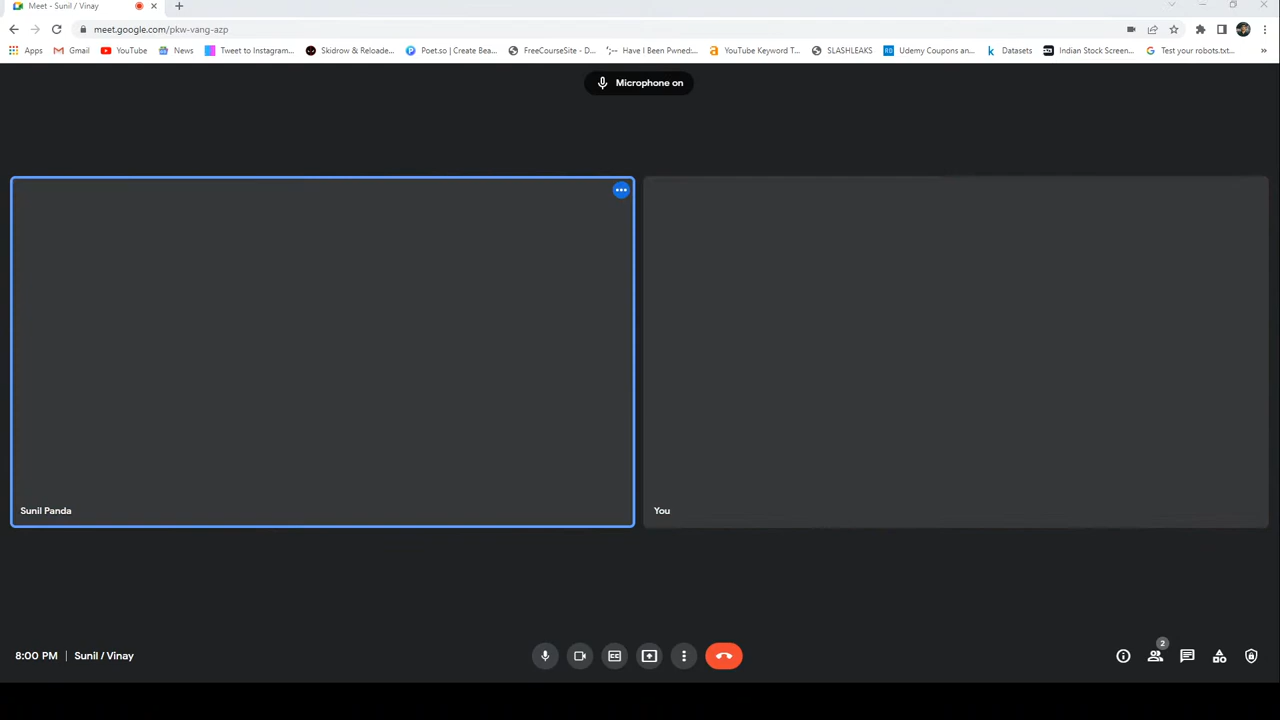 Meet - Sunil / Vinay
meet.google.com/pkw-vang-azp
Apps Gmail YouTube News Tweet to Instagram... Skidrow & Reloade... Poet.so | Create Bea... FreeCourseSite - D... Have I Been Pwned:... YouTube Keyword T... SLASHLEAKS Udemy Coupons an... Datasets Indian Stock Screen... Test your robots.txt...
Microphone on
Sunil Panda
You
8:00 PM | Sunil / Vinay
2